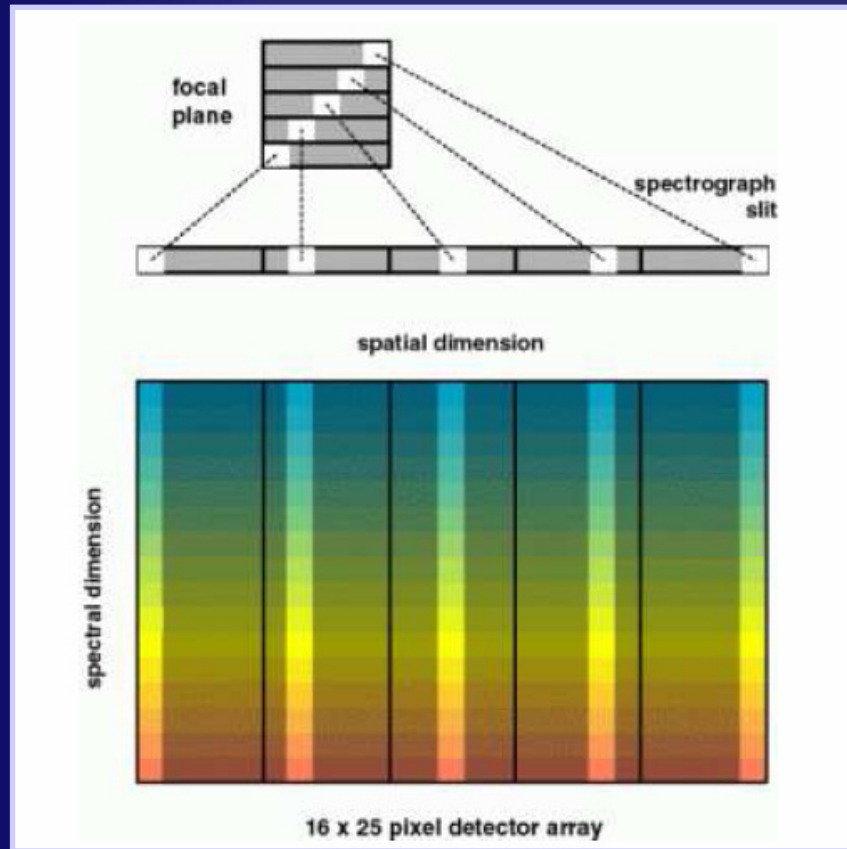 focal
plane
spectrograph
slit
spatial dimension
spectral dimension
16 x 25 pixel detector array